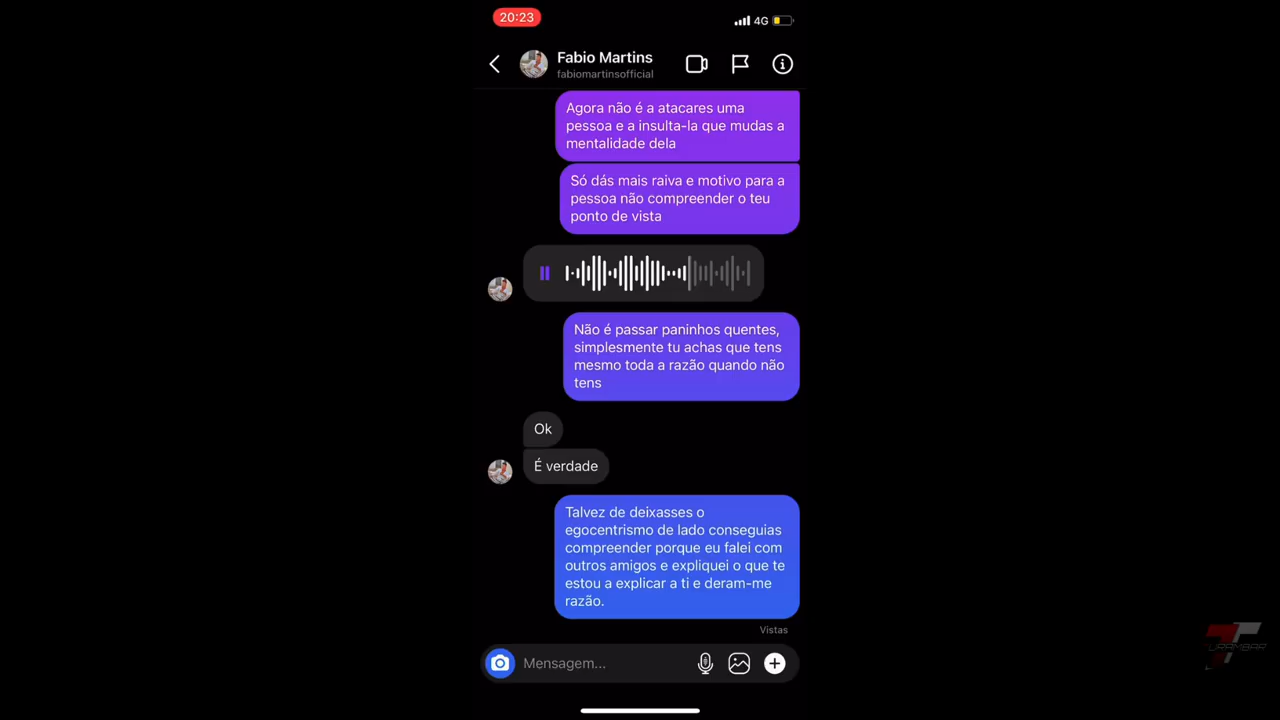 20:23
4G
Fabio Martins
fabiomartinsofficial
Agora não é a atacares uma
pessoa e a insulta-la que mudas a
mentalidade dela
Só dás mais raiva e motivo para a
pessoa não compreender o teu
ponto de vista
Não é passar paninhos quentes,
simplesmente tu achas que tens
mesmo toda a razão quando não
tens
Ok
É verdade
Talvez de deixasses o
egocentrismo de lado conseguias
compreender porque eu falei com
outros amigos e expliquei o que te
estou a explicar a ti e deram-me
razão.
Vistas
Mensagem...